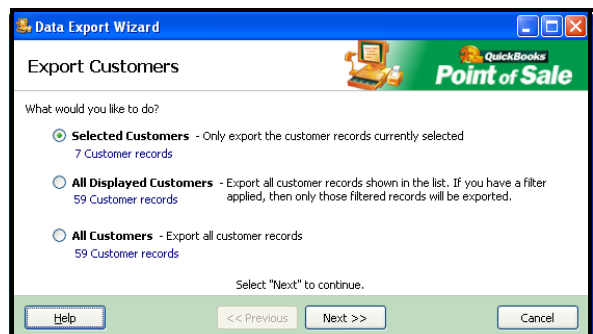 Data Export Wizard
Export Customers
QuickBooks
Point of Sale
What would you like to do?
Selected Customers - Only export the customer records currently selected
7 Customer records
All Displayed Customers - Export all customer records shown in the list. If you have a filter
59 Customer records applied, then only those filtered records will be exported.
All Customers - Export all customer records
59 Customer records
Select "Next" to continue.
Help << Previous Next >> Cancel